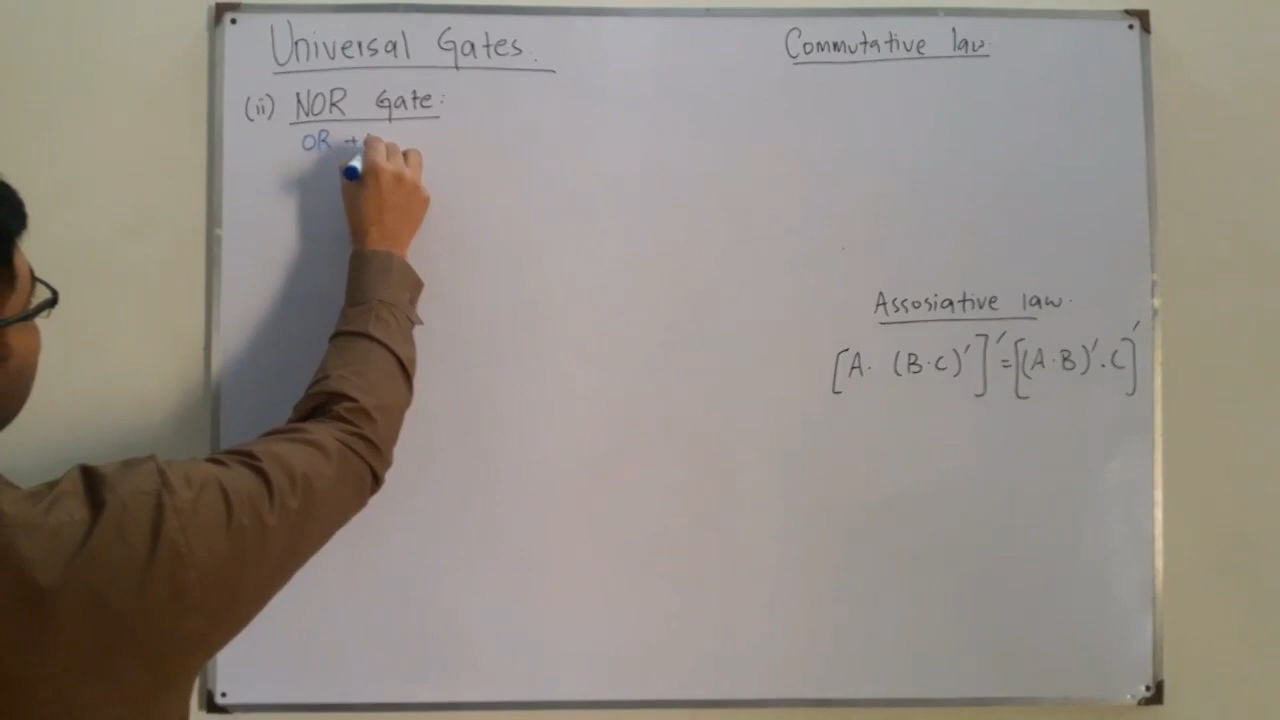 Universal Gates.
Commutative law.
(ii) NOR Gate:
OR +
Assosiative law.
[A. (B.C)′]′=[(A.B)′.C]′